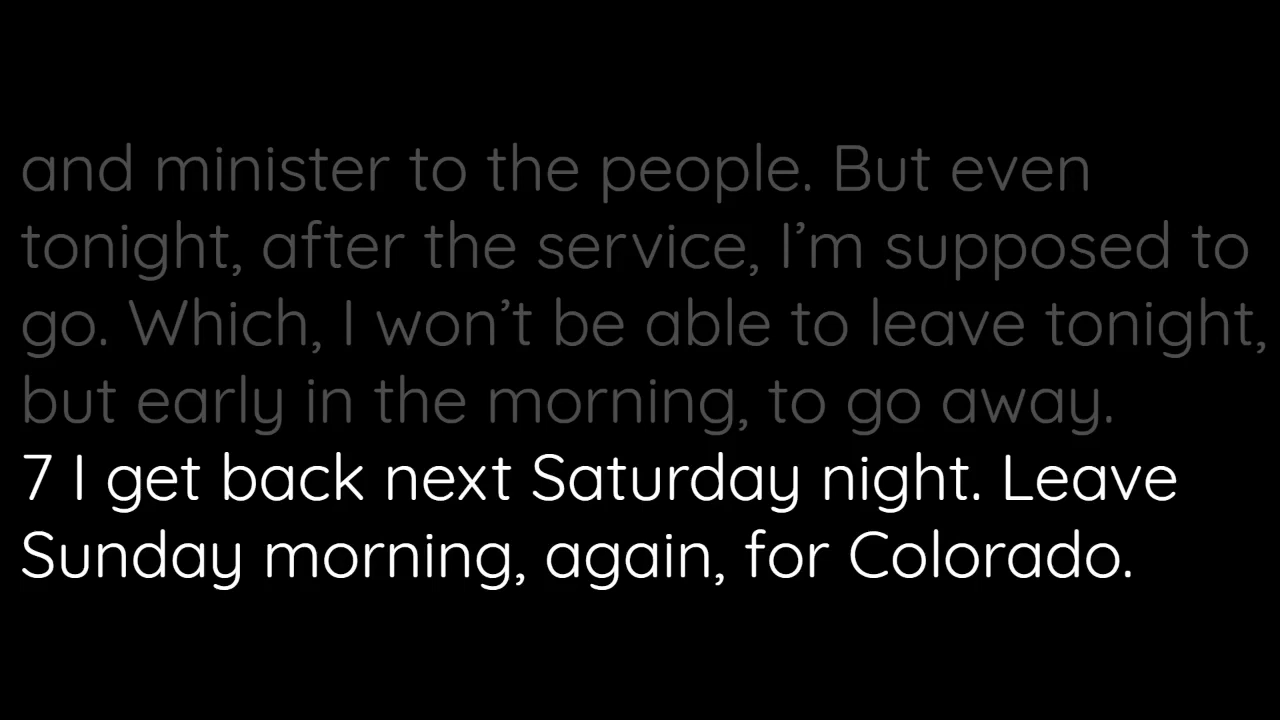 and minister to the people. But even
tonight, after the service, I’m supposed to
go. Which, I won’t be able to leave tonight,
but early in the morning, to go away.
7 I get back next Saturday night. Leave
Sunday morning, again, for Colorado.